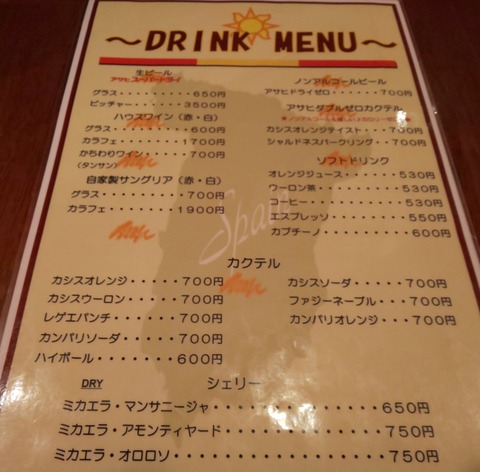 ～DRINK MENU～
生ビール
アサヒスーパードライ
グラス・・・・・・・・650円
ピッチャー・・・・・3500円
ハウスワイン（赤・白）
グラス・・・・・・・・600円
カラフェ・・・・・・1700円
かちわりワイン・・・・700円
(タンサン)
自家製サングリア（赤・白）
グラス・・・・・・・・700円
カラフェ・・・・・・1900円
ノンアルコールビール
アサヒドライゼロ・・・・・700円
アサヒダブルゼロカクテル
カシスオレンジテイスト・・・700円
シャルドネスパークリング・・700円
ソフトドリンク
オレンジジュース・・・・・530円
ウーロン茶・・・・・・・・530円
コーヒー・・・・・・・・・530円
エスプレッソ・・・・・・・550円
カプチーノ・・・・・・・・600円
Spain
カクテル
カシスオレンジ・・・・・700円
カシスウーロン・・・・・700円
レゲエパンチ・・・・・・700円
カンパリソーダ・・・・・700円
ハイボール・・・・・・・600円
カシスソーダ・・・・・700円
ファジーネーブル・・・・700円
カンパリオレンジ・・・・700円
DRY シェリー
ミカエラ・マンサニージャ・・・・・・・・・・・・・・・650円
ミカエラ・アモンティヤード・・・・・・・・・・・・・・750円
ミカエラ・オロロソ・・・・・・・・・・・・・・・・・・750円